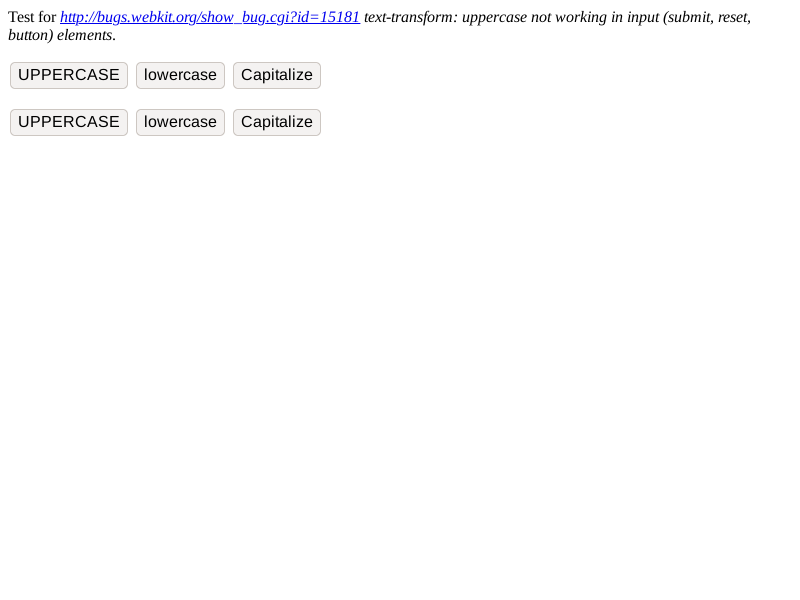 Test for http://bugs.webkit.org/show_bug.cgi?id=15181 text-transform: uppercase not working in input (submit, reset,
button) elements.
UPPERCASE lowercase Capitalize
UPPERCASE lowercase Capitalize